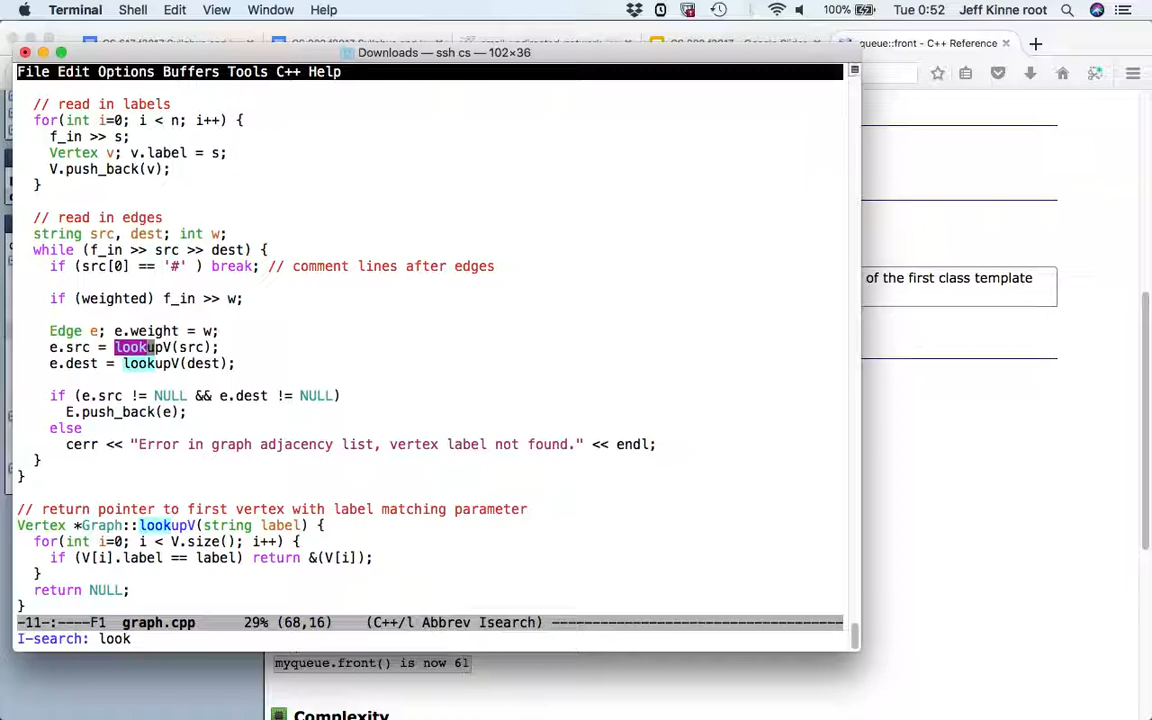 Terminal Shell Edit View Window Help 100% Tue 0:52 Jeff Kinne root
queue::front - C++ Reference
Downloads — ssh cs — 102×36
File Edit Options Buffers Tools C++ Help
// read in labels
for(int i=0; i < n; i++) {
f_in >> s;
Vertex v; v.label = s;
V.push_back(v);
}
// read in edges
string src, dest; int w;
while (f_in >> src >> dest) {
if (src[0] == '#' ) break; // comment lines after edges
of the first class template
if (weighted) f_in >> w;
Edge e; e.weight = w;
e.src = lookupV(src);
e.dest = lookupV(dest);
if (e.src != NULL && e.dest != NULL)
E.push_back(e);
else
cerr << "Error in graph adjacency list, vertex label not found." << endl;
}
}
// return pointer to first vertex with label matching parameter
Vertex *Graph::lookupV(string label) {
for(int i=0; i < V.size(); i++) {
if (V[i].label == label) return &(V[i]);
}
return NULL;
}
-11-:----F1 graph.cpp 29% (68,16) (C++/l Abbrev Isearch) ------------------------------------
I-search: look
myqueue.front() is now 61
Complexity